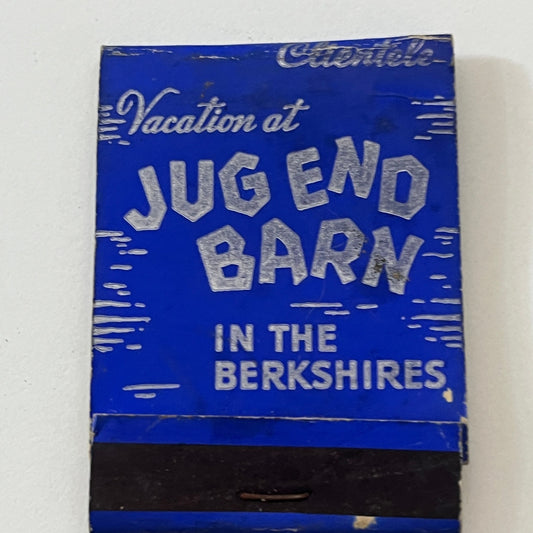 Clientele
Vacation at
JUG END
BARN
IN THE
BERKSHIRES